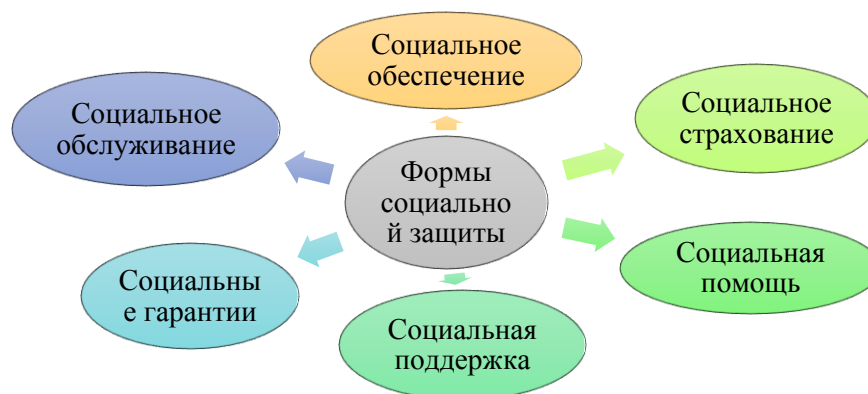 Социальное
обеспечение
Социальное
обслуживание
Социальное
страхование
Формы
социально
й защиты
Социальны
е гарантии
Социальная
помощь
Социальная
поддержка